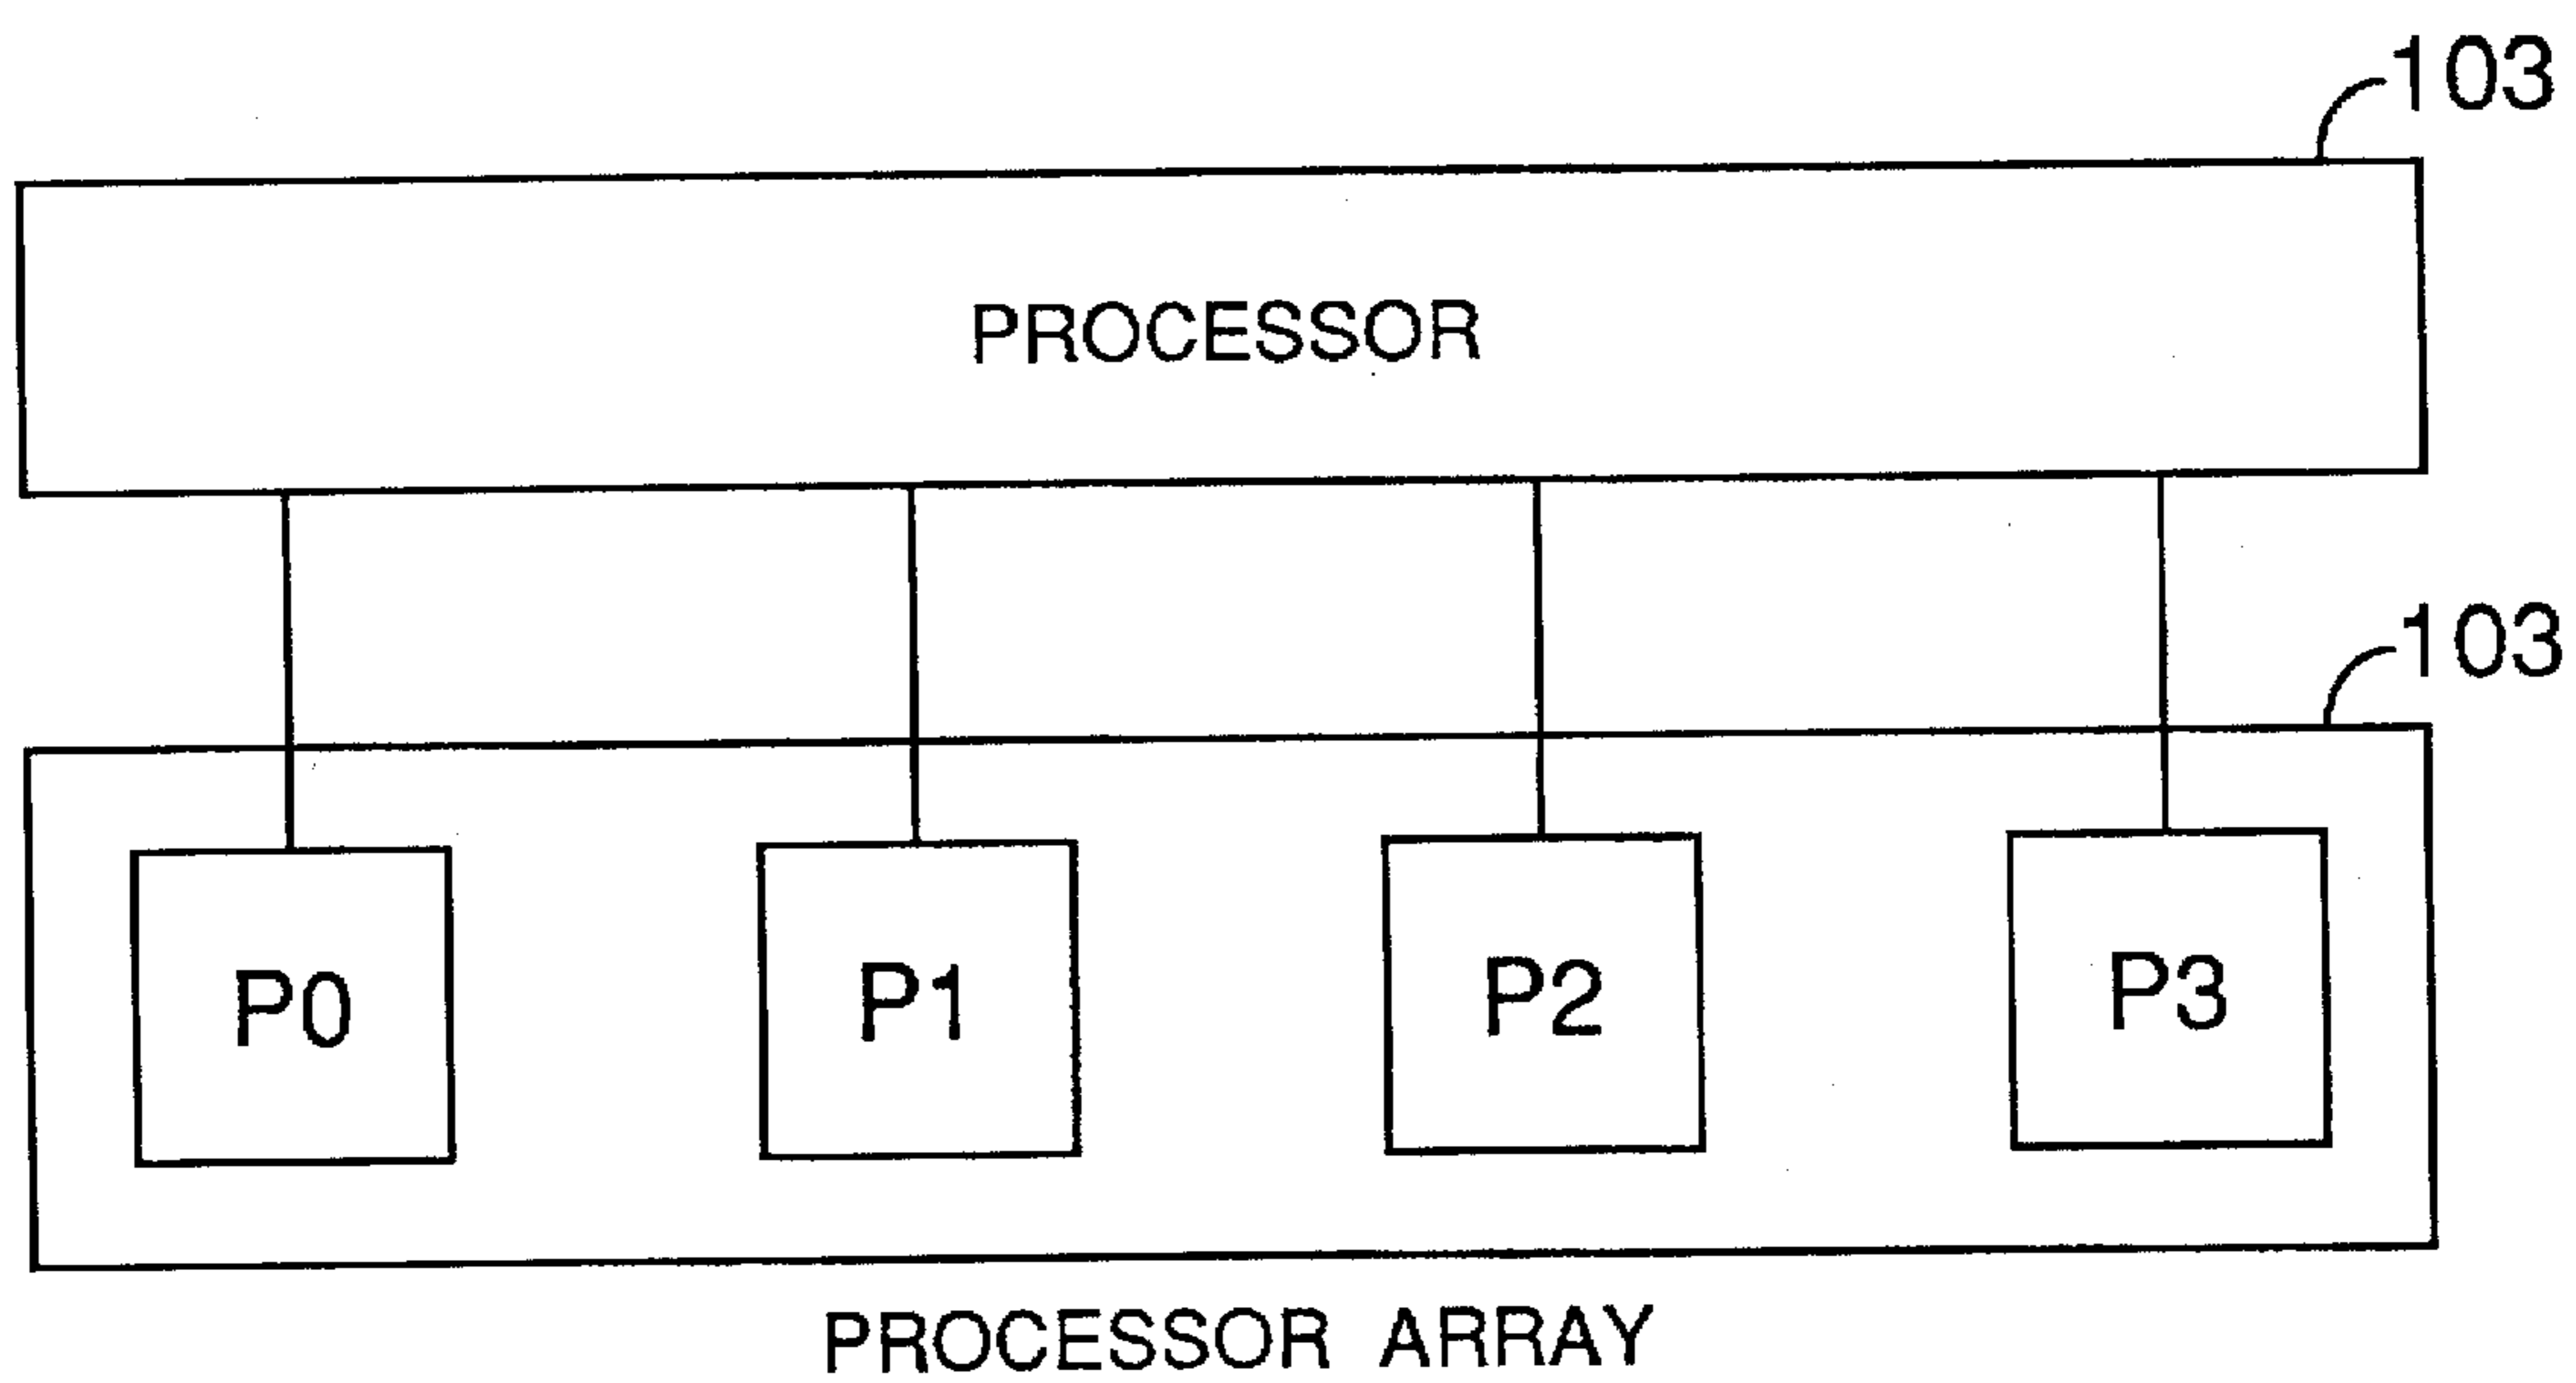 103
PROCESSOR
103
P0 P1 P2 P3
PROCESSOR ARRAY